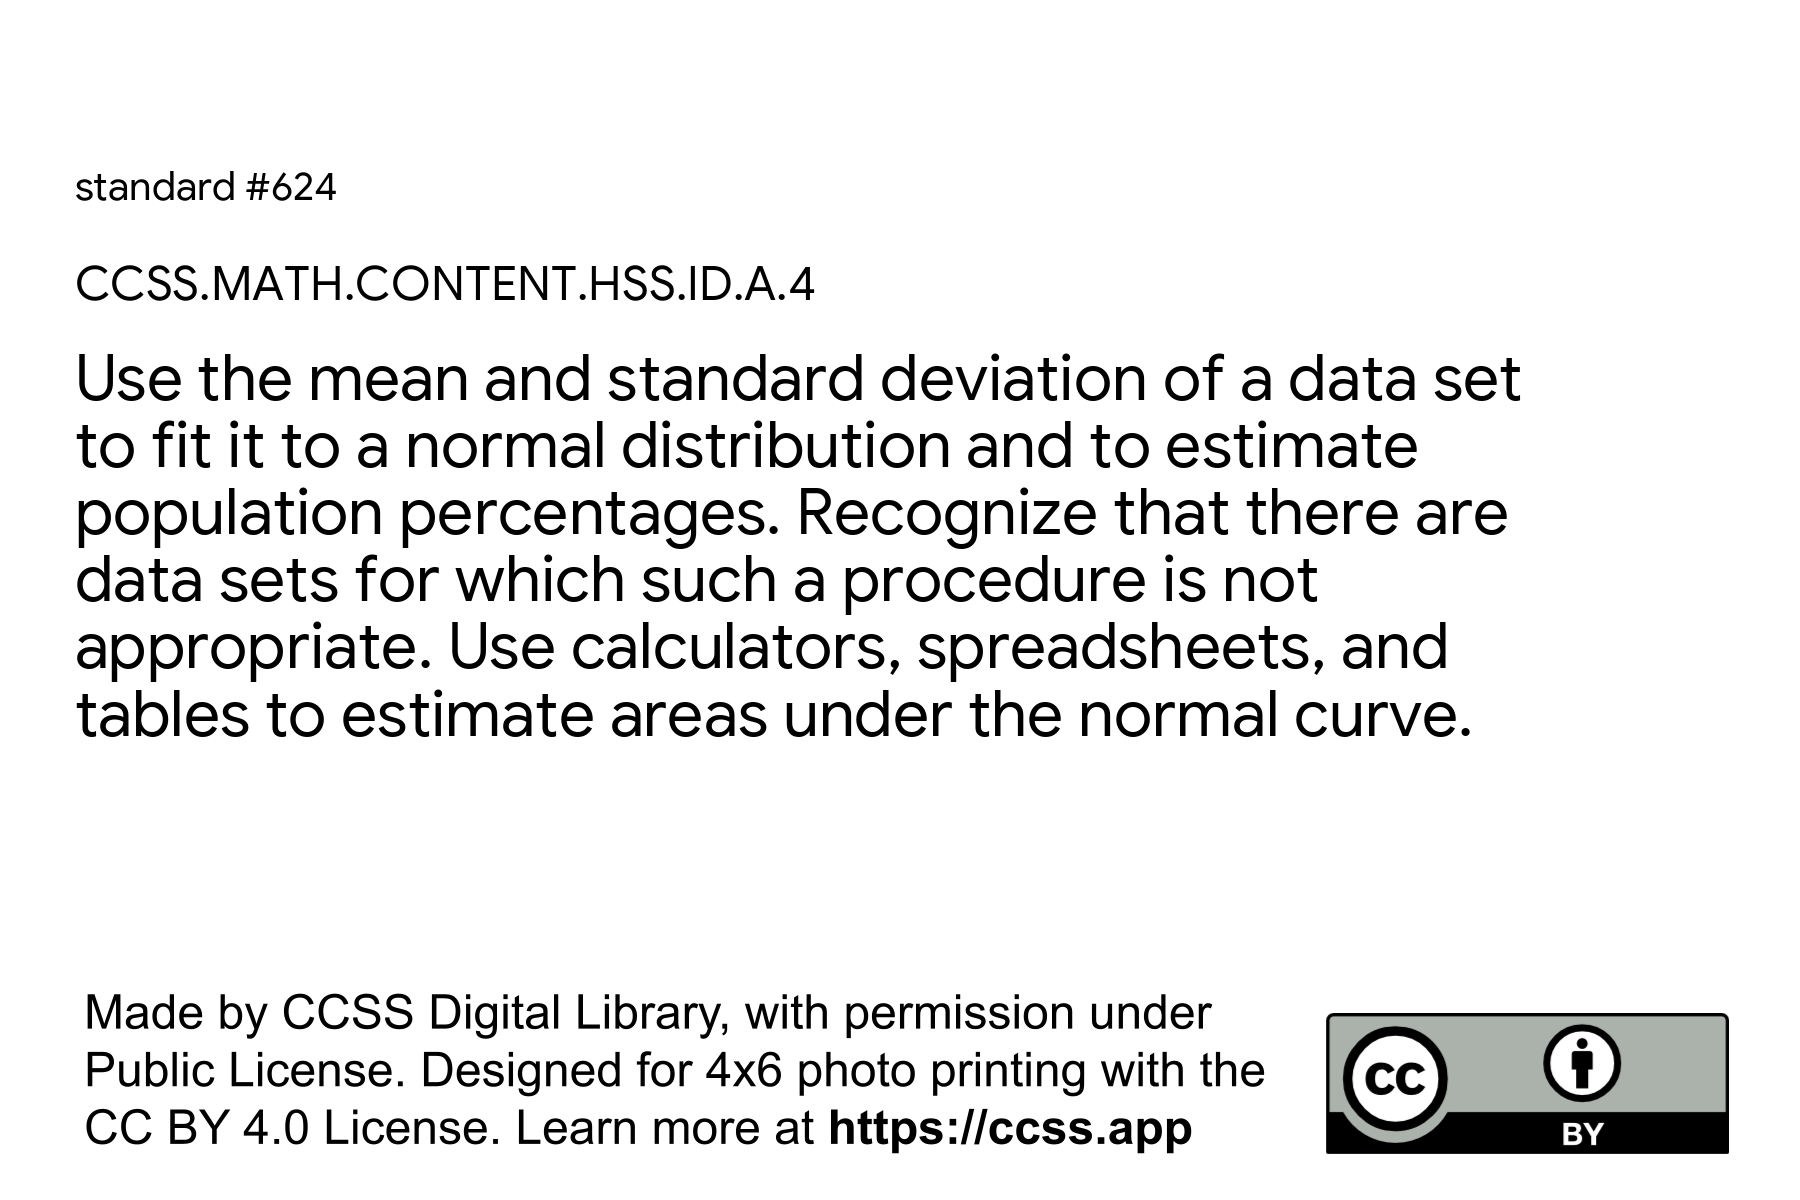 standard #624
CCSS.MATH.CONTENT.HSS.ID.A.4
Use the mean and standard deviation of a data set
to fit it to a normal distribution and to estimate
population percentages. Recognize that there are
data sets for which such a procedure is not
appropriate. Use calculators, spreadsheets, and
tables to estimate areas under the normal curve.
Made by CCSS Digital Library, with permission under
Public License. Designed for 4x6 photo printing with the
CC BY 4.0 License. Learn more at https://ccss.app
CC
BY